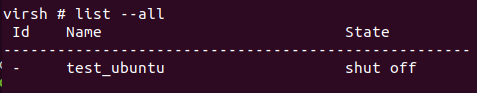 virsh # list --all
 Id    Name                           State
----------------------------------------------------
 -     test_ubuntu                    shut off